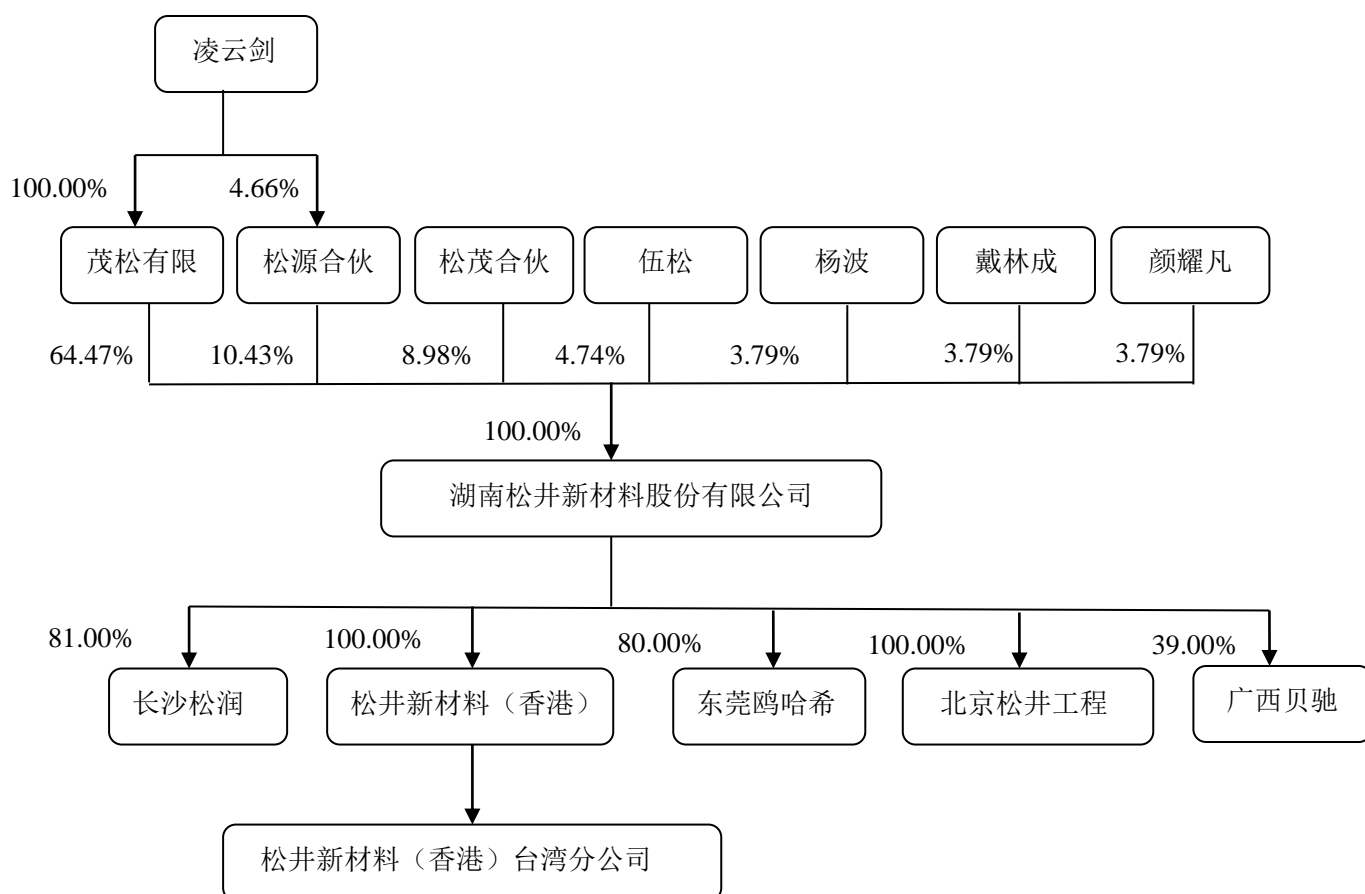 凌云剑
100.00%
4.66%
茂松有限
松源合伙
松茂合伙
伍松
杨波
戴林成
颜耀凡
64.47%
10.43%
8.98%
4.74%
3.79%
3.79%
3.79%
100.00%
湖南松井新材料股份有限公司
81.00%
100.00%
80.00%
100.00%
39.00%
长沙松润
松井新材料（香港）
东莞鸥哈希
北京松井工程
广西贝驰
松井新材料（香港）台湾分公司